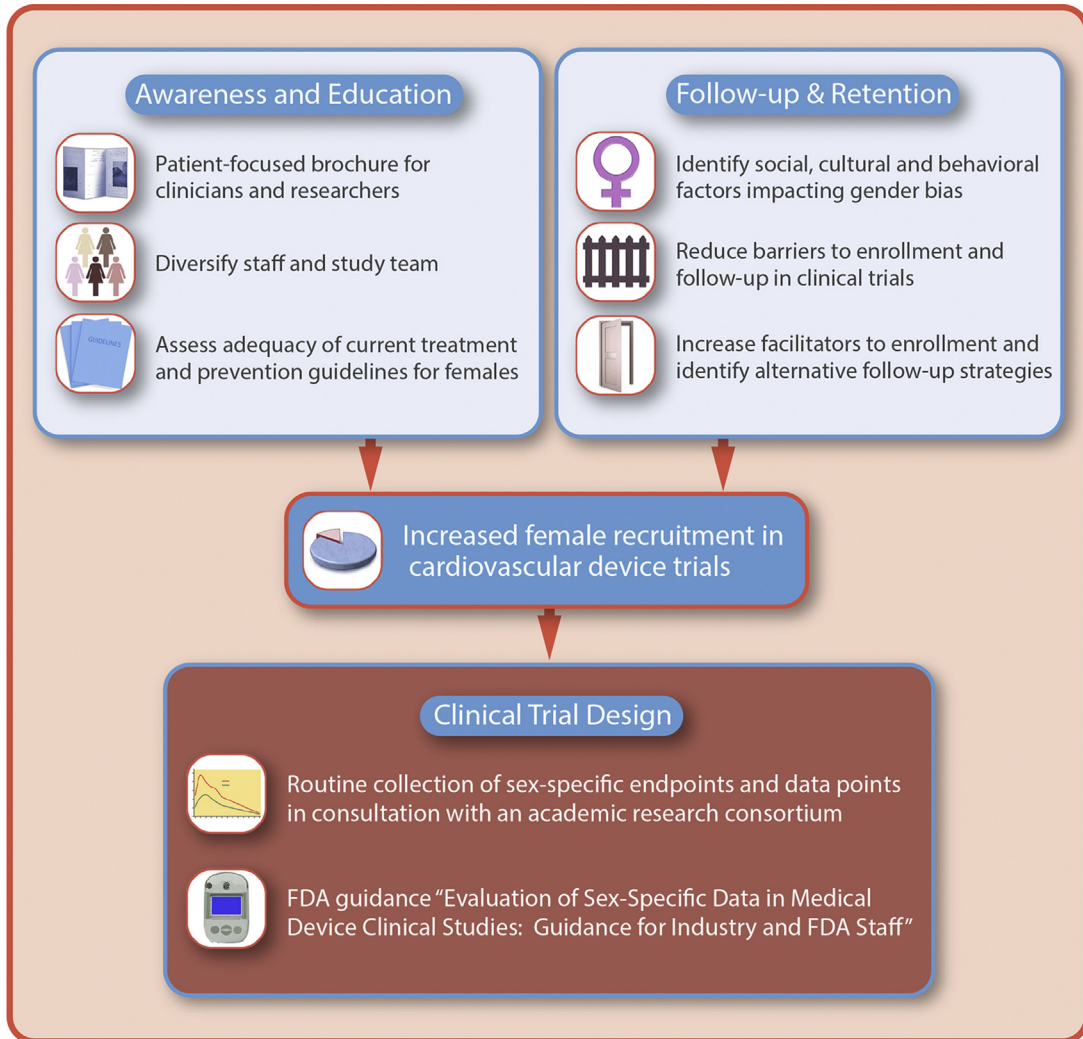 Awareness and Education
Patient-focused brochure for
clinicians and researchers
Diversify staff and study team
GUIDELINES
Assess adequacy of current treatment
and prevention guidelines for females
Follow-up & Retention
Identify social, cultural and behavioral
factors impacting gender bias
Reduce barriers to enrollment and
follow-up in clinical trials
Increase facilitators to enrollment and
identify alternative follow-up strategies
Increased female recruitment in
cardiovascular device trials
Clinical Trial Design
Routine collection of sex-specific endpoints and data points
in consultation with an academic research consortium
FDA guidance “Evaluation of Sex-Specific Data in Medical
Device Clinical Studies: Guidance for Industry and FDA Staff”